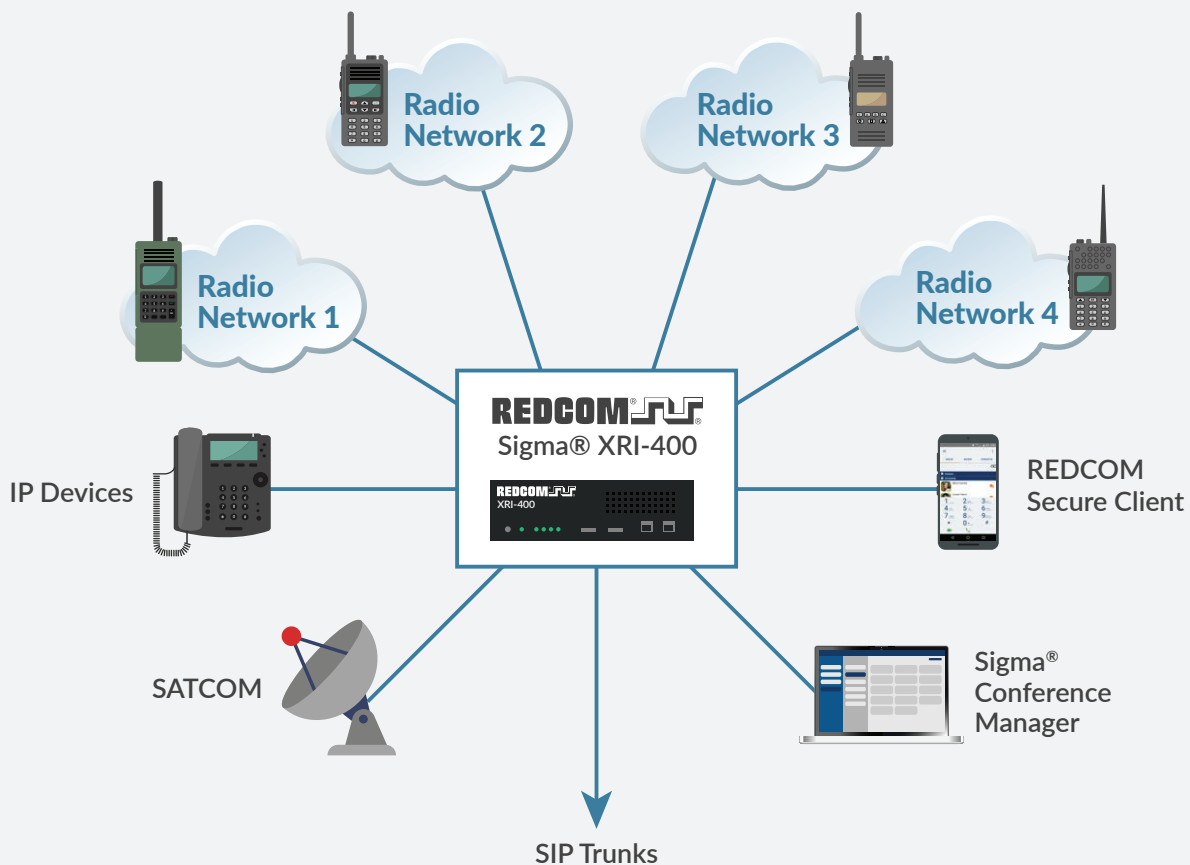 Radio
Network 2
Radio
Network 3
Radio
Network 1
Radio
Network 4
REDCOM®
®
Sigma® XRI-400
REDCOM
XRI-400
IP Devices
REDCOM
Secure Client
SATCOM
Sigma®
Conference
Manager
SIP Trunks